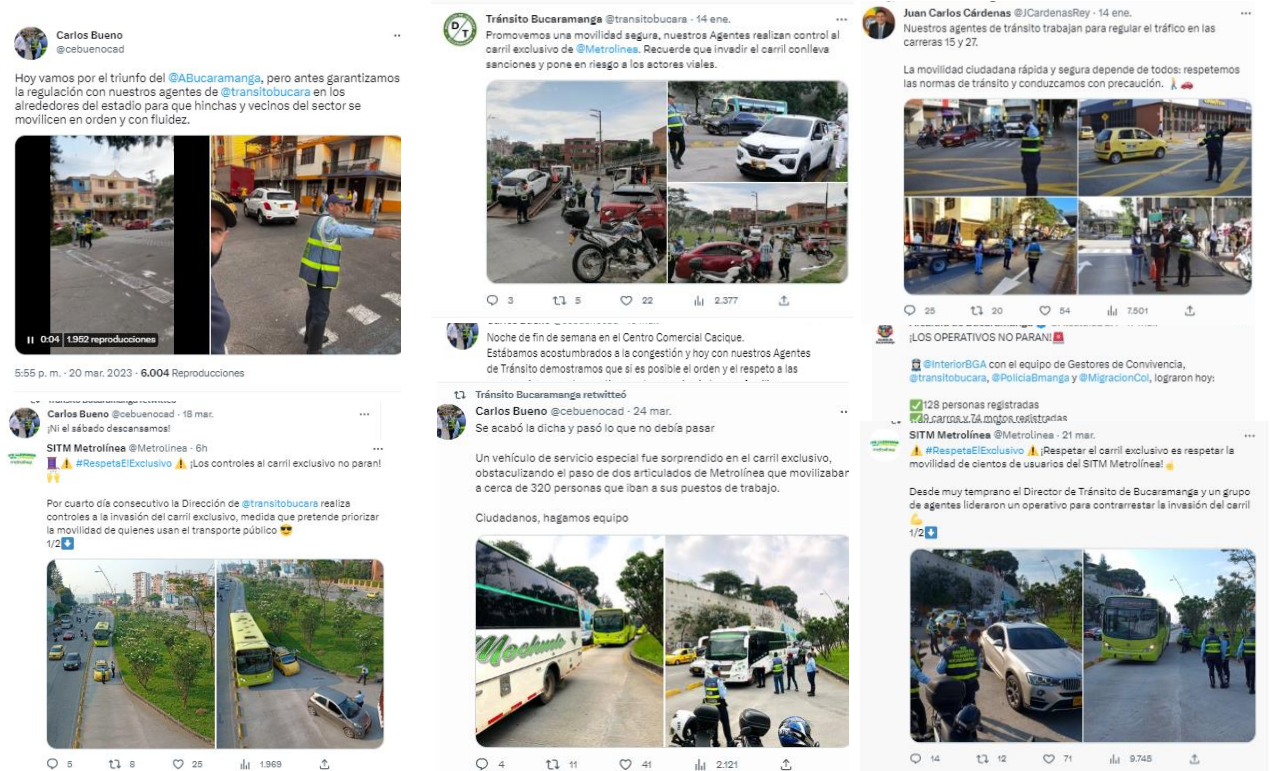 Carlos Bueno
@cebuenocad
Hoy vamos por el triunfo del @ABucaramanga, pero antes garantizamos
la regulación con nuestros agentes de @transitobucara en los
alrededores del estadio para que hinchas y vecinos del sector se
movilicen en orden y con fluidez.
0:04 1.952 reproducciones
5:55 p. m. · 20 mar. 2023 · 6.004 Reproducciones
Tránsito Bucaramanga retwitteó
Carlos Bueno @cebuenocad · 18 mar.
¡Ni el sábado descansamos!
SITM Metrolínea @Metrolinea · 6h
#RespetaElExclusivo ¡Los controles al carril exclusivo no paran!
Por cuarto día consecutivo la Dirección de @transitobucara realiza
controles a la invasión del carril exclusivo, medida que pretende priorizar
la movilidad de quienes usan el transporte público 😎
1/2⬇
5 8 25 1.969
D T
Tránsito Bucaramanga @transitobucara · 14 ene.
Promovemos una movilidad segura, nuestros Agentes realizan control al
carril exclusivo de @Metrolinea. Recuerde que invadir el carril conlleva
sanciones y pone en riesgo a los actores viales.
3 5 22 2.377
Noche de fin de semana en el Centro Comercial Cacique.
Estábamos acostumbrados a la congestión y hoy con nuestros Agentes
de Tránsito demostramos que si es posible el orden y el respeto a las
Tránsito Bucaramanga retwitteó
Carlos Bueno @cebuenocad · 24 mar.
Se acabó la dicha y pasó lo que no debía pasar
Un vehículo de servicio especial fue sorprendido en el carril exclusivo,
obstaculizando el paso de dos articulados de Metrolínea que movilizaban
a cerca de 320 personas que iban a sus puestos de trabajo.
Ciudadanos, hagamos equipo
4 11 41 2.121
Juan Carlos Cárdenas @JCardenasRey · 14 ene.
Nuestros agentes de tránsito trabajan para regular el tráfico en las
carreras 15 y 27.
La movilidad ciudadana rápida y segura depende de todos: respetemos
las normas de tránsito y conduzcamos con precaución. 🚶🚗
25 20 54 7.501
¡LOS OPERATIVOS NO PARAN!🚨
@InteriorBGA con el equipo de Gestores de Convivencia,
@transitobucara, @PoliciaBmanga y @MigracionCol, lograron hoy:
✅128 personas registradas
✅9 carros y 74 motos registradas
SITM Metrolínea @Metrolinea · 21 mar.
⚠ #RespetaElExclusivo ⚠ ¡Respetar el carril exclusivo es respetar la
movilidad de cientos de usuarios del SITM Metrolínea!☝
Desde muy temprano el Director de Tránsito de Bucaramanga y un grupo
de agentes lideraron un operativo para contrarrestar la invasión del carril
💪
1/2⬇
14 12 71 9.745